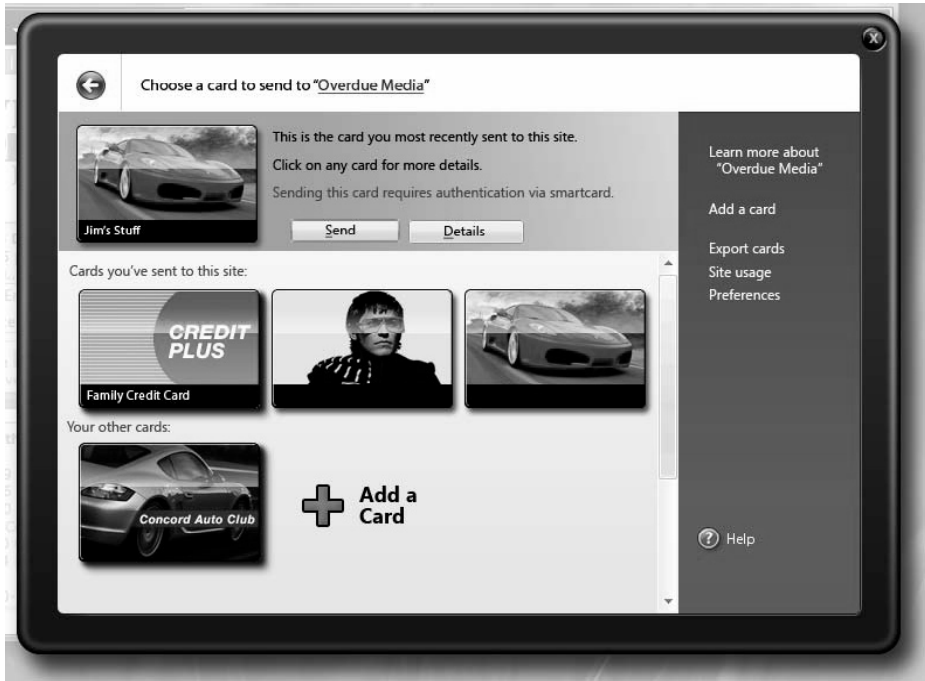 Choose a card to send to “Overdue Media”
This is the card you most recently sent to this site.
Click on any card for more details.
Sending this card requires authentication via smartcard.
Jim's Stuff
Send
Details
Learn more about
“Overdue Media”
Add a card
Export cards
Site usage
Preferences
Cards you've sent to this site:
CREDIT
PLUS
Family Credit Card
Your other cards:
Concord Auto Club
Add a
Card
? Help
X